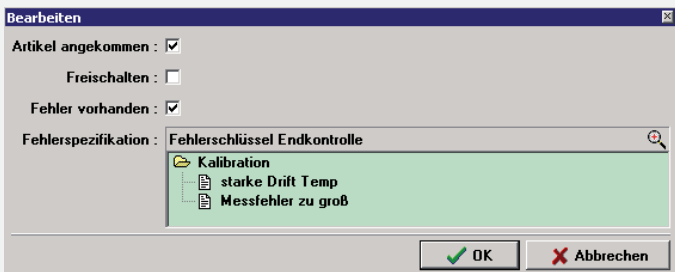 Bearbeiten
Artikel angekommen :
Freischalten :
Fehler vorhanden :
Fehlerspezifikation : Fehlerschlüssel Endkontrolle
Kalibration
starke Drift Temp
Messfehler zu groß
OK Abbrechen